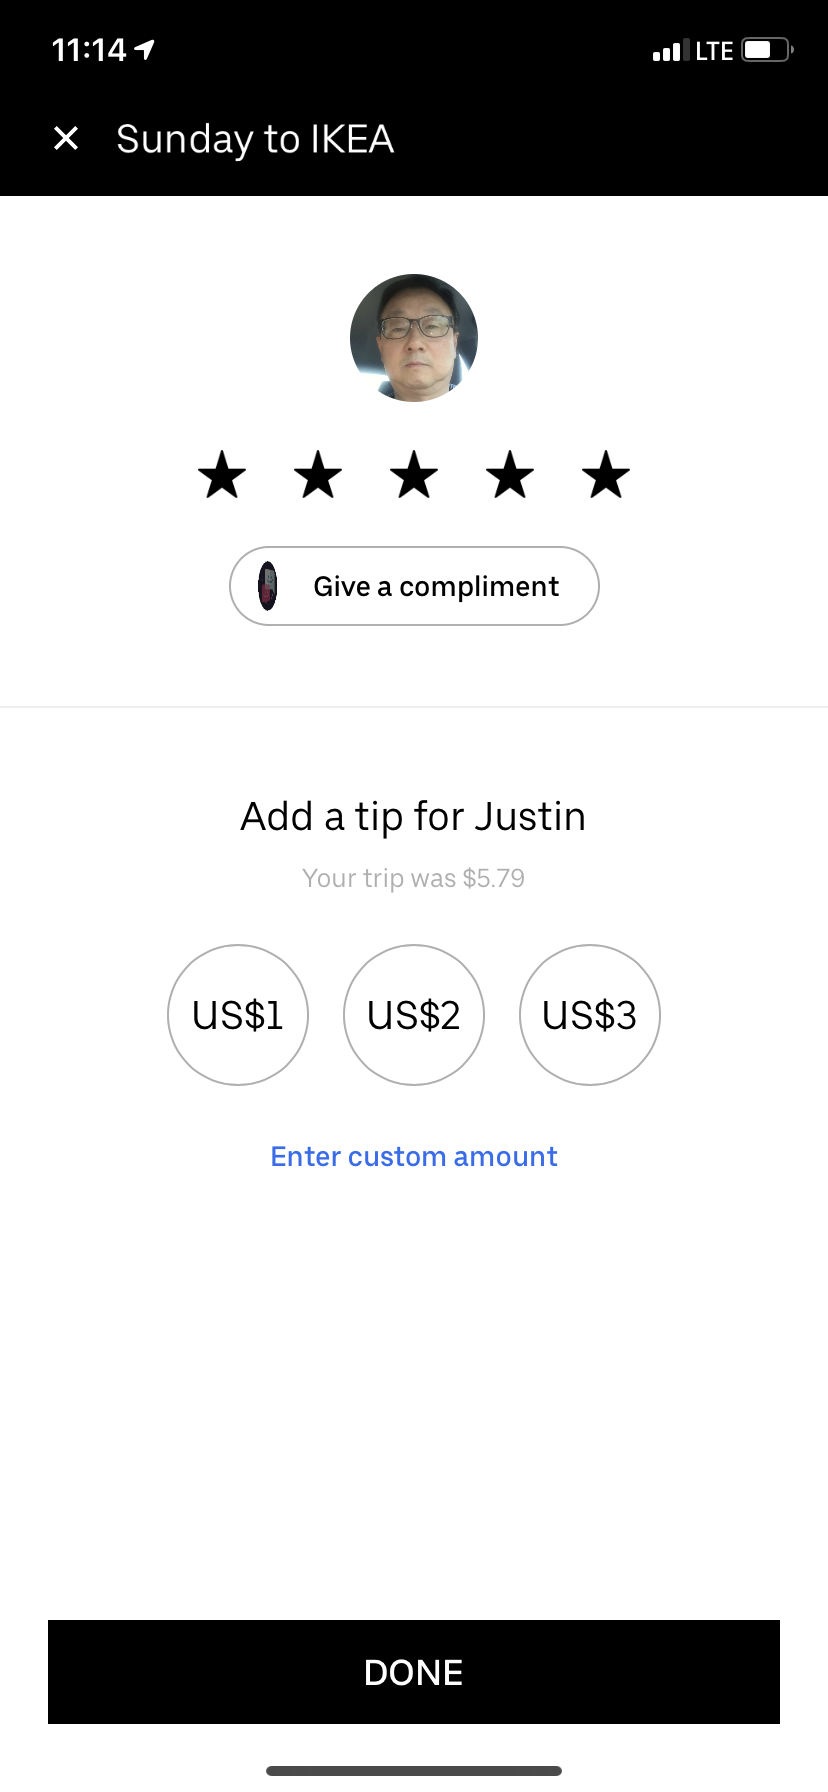 11:14 LTE
Sunday to IKEA
Give a compliment
Add a tip for Justin
Your trip was $5.79
US$1 US$2 US$3
Enter custom amount
DONE